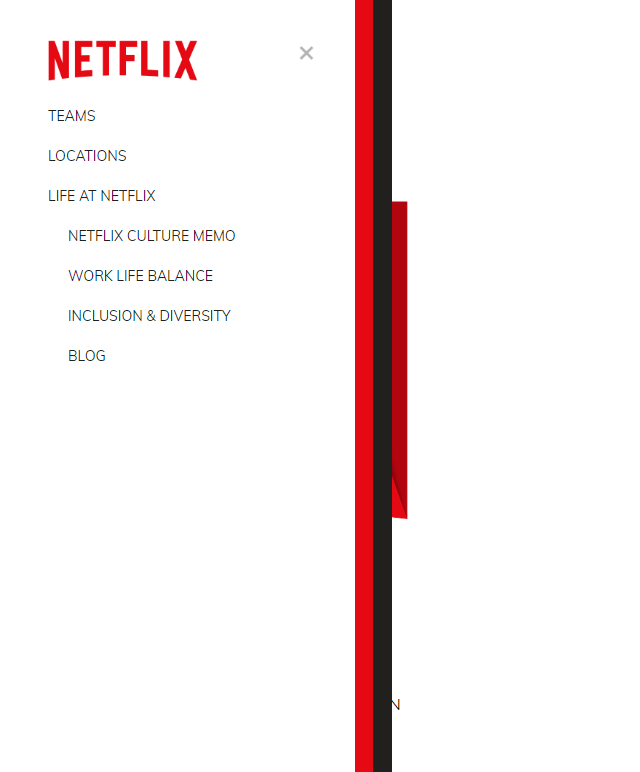 NETFLIX
TEAMS
LOCATIONS
LIFE AT NETFLIX
NETFLIX CULTURE MEMO
WORK LIFE BALANCE
INCLUSION & DIVERSITY
BLOG
N